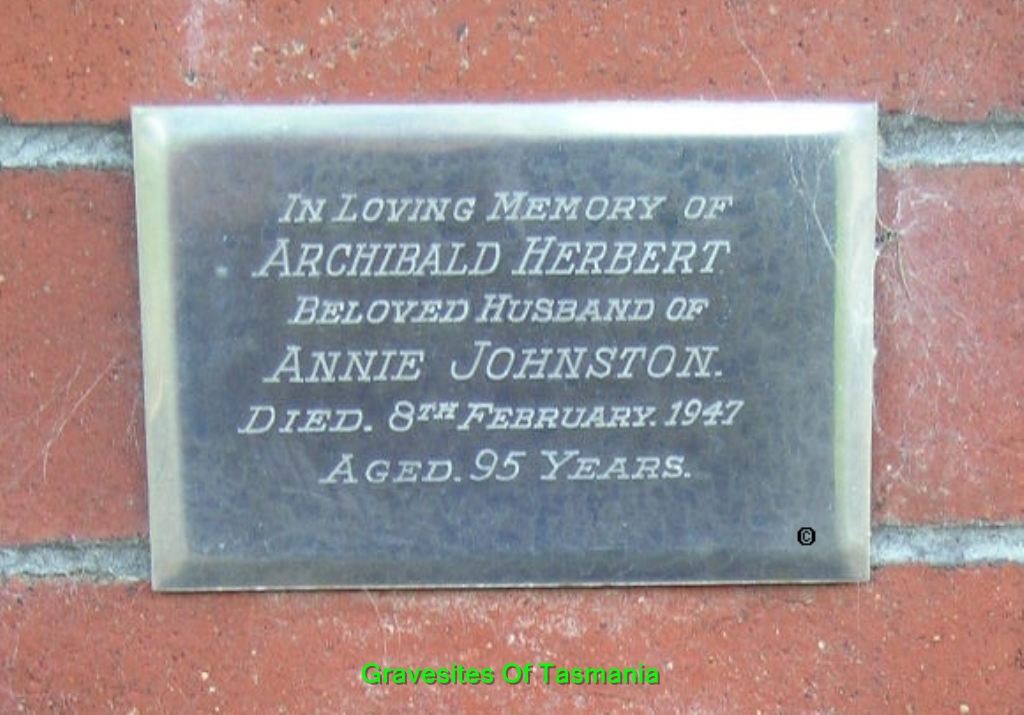 IN LOVING MEMORY OF
ARCHIBALD HERBERT
BELOVED HUSBAND OF
ANNIE JOHNSTON.
DIED. 8TH FEBRUARY. 1947
AGED. 95 YEARS.
©
Gravesites Of Tasmania